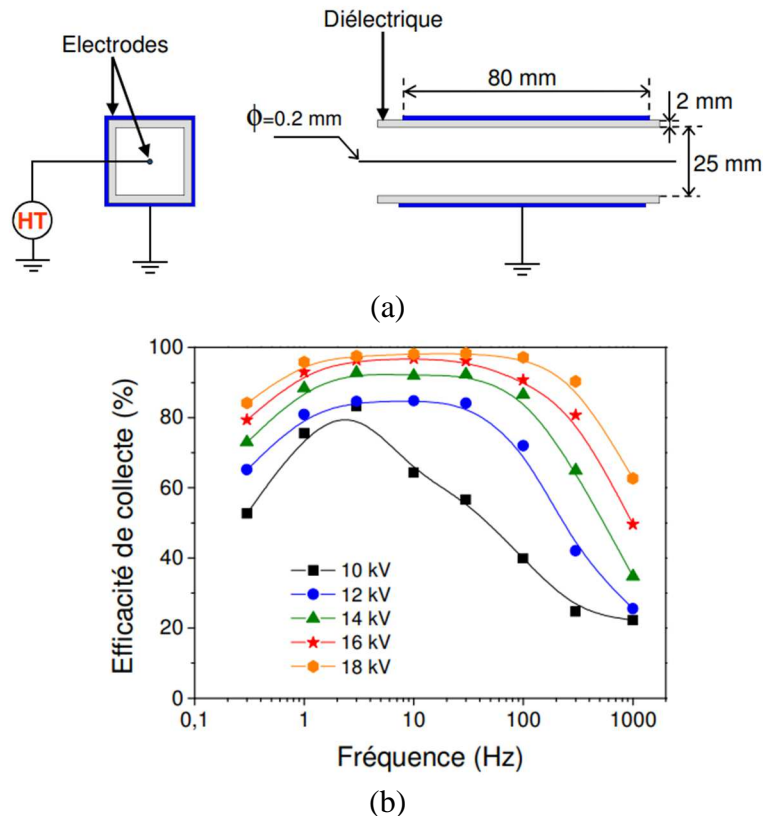 Electrodes
HT
Diélectrique
80 mm
2 mm
ϕ=0.2 mm
25 mm
(a)
Efficacité de collecte (%)
100
80
60
40
20
0
10 kV
12 kV
14 kV
16 kV
18 kV
0,1 1 10 100 1000
Fréquence (Hz)
(b)